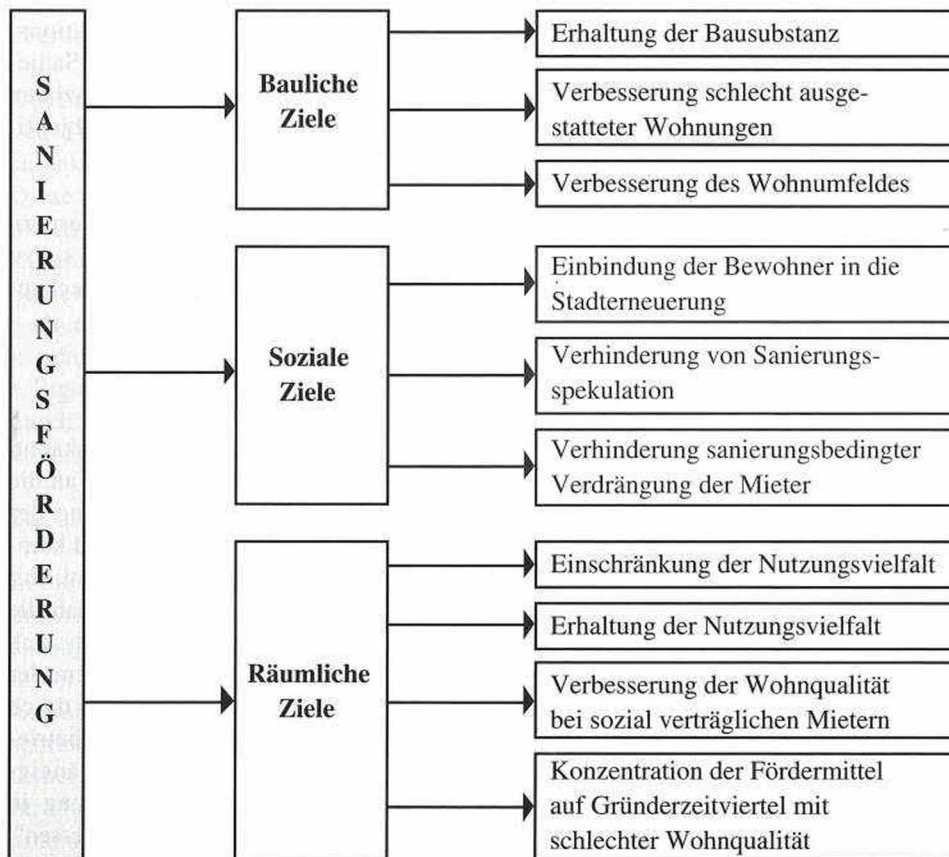 SANIERUNGSFÖRDERUNG
Bauliche
Ziele
Erhaltung der Bausubstanz
Verbesserung schlecht ausge-
statteter Wohnungen
Verbesserung des Wohnumfeldes
Soziale
Ziele
Einbindung der Bewohner in die
Stadterneuerung
Verhinderung von Sanierungs-
spekulation
Verhinderung sanierungsbedingter
Verdrängung der Mieter
Räumliche
Ziele
Einschränkung der Nutzungsvielfalt
Erhaltung der Nutzungsvielfalt
Verbesserung der Wohnqualität
bei sozial verträglichen Mietern
Konzentration der Fördermittel
auf Gründerzeitviertel mit
schlechter Wohnqualität